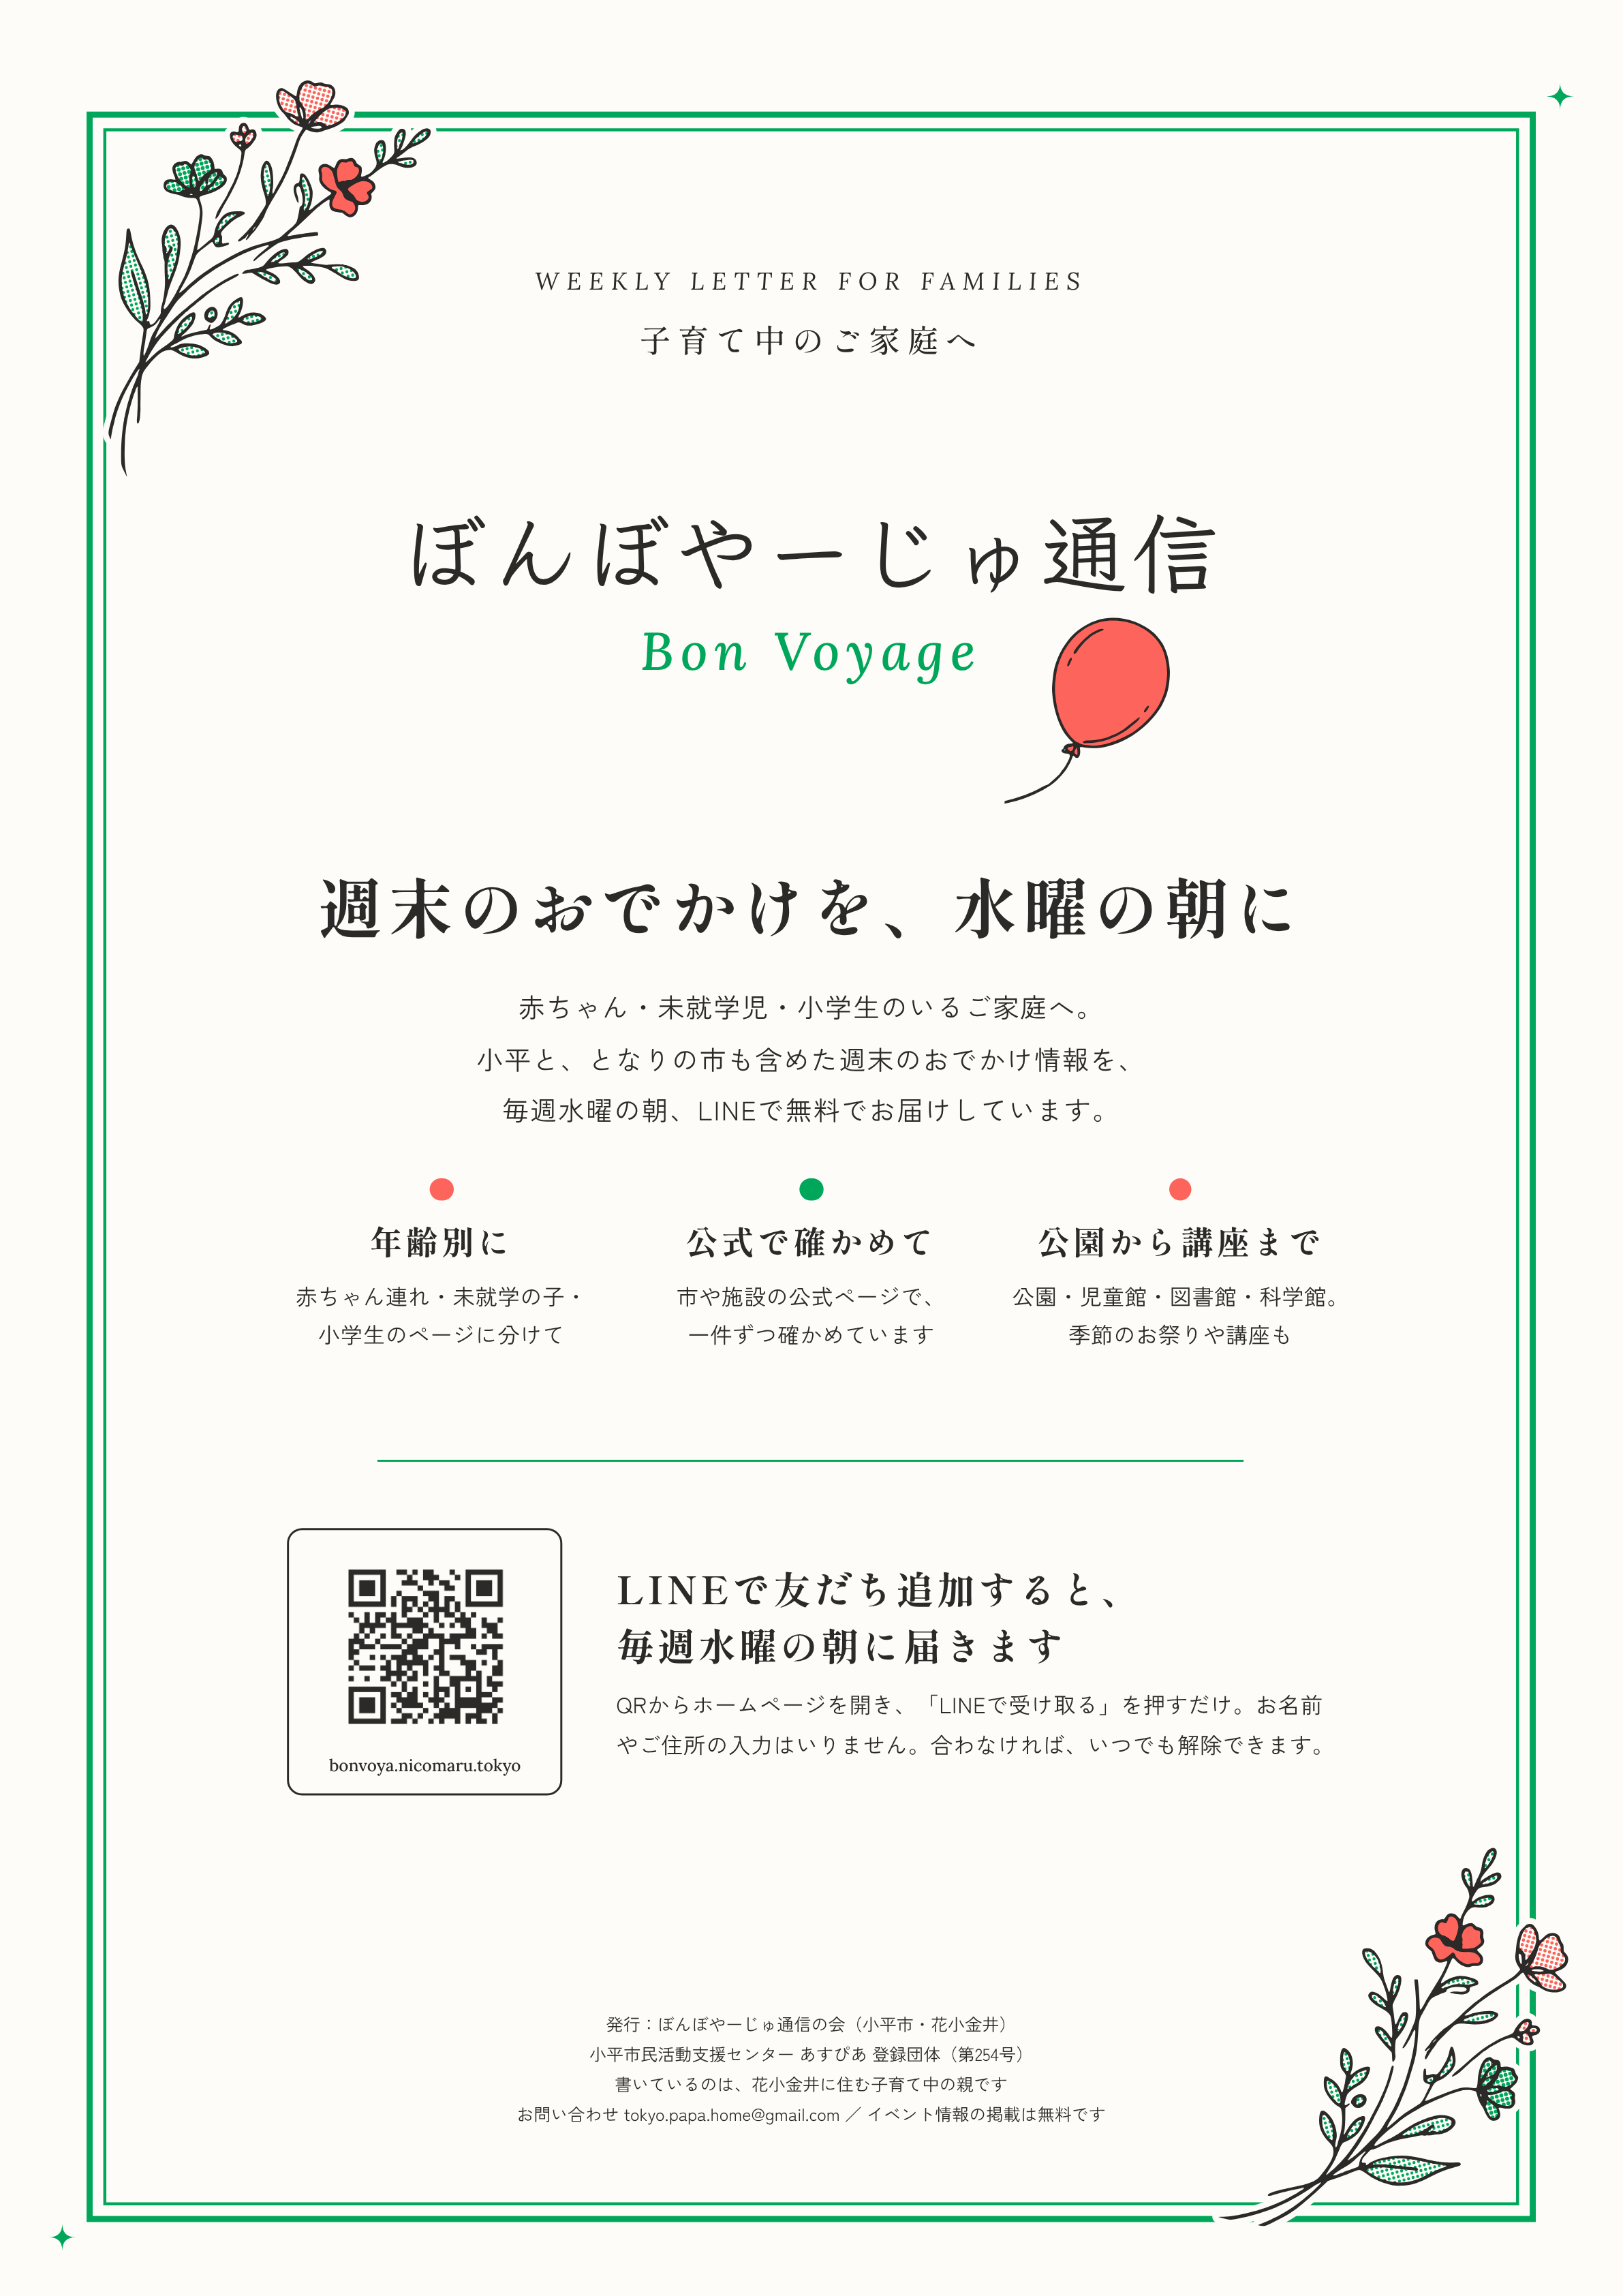 WEEKLY LETTER FOR FAMILIES
子育て中のご家庭へ
ぼんぼやーじゅ通信
Bon Voyage
週末のおでかけを、水曜の朝に
赤ちゃん・未就学児・小学生のいるご家庭へ。
小平と、となりの市も含めた週末のおでかけ情報を、
毎週水曜の朝、LINEで無料でお届けしています。
年齢別に
赤ちゃん連れ・未就学の子・
小学生のページに分けて
公式で確かめて
市や施設の公式ページで、
一件ずつ確かめています
公園から講座まで
公園・児童館・図書館・科学館。
季節のお祭りや講座も
bonvoya.nicomaru.tokyo
LINEで友だち追加すると、
毎週水曜の朝に届きます
QRからホームページを開き、「LINEで受け取る」を押すだけ。お名前
やご住所の入力はいりません。合わなければ、いつでも解除できます。
発行：ぼんぼやーじゅ通信の会（小平市・花小金井）
小平市民活動支援センター あすぴあ 登録団体（第254号）
書いているのは、花小金井に住む子育て中の親です
お問い合わせ tokyo.papa.home@gmail.com ／ イベント情報の掲載は無料です